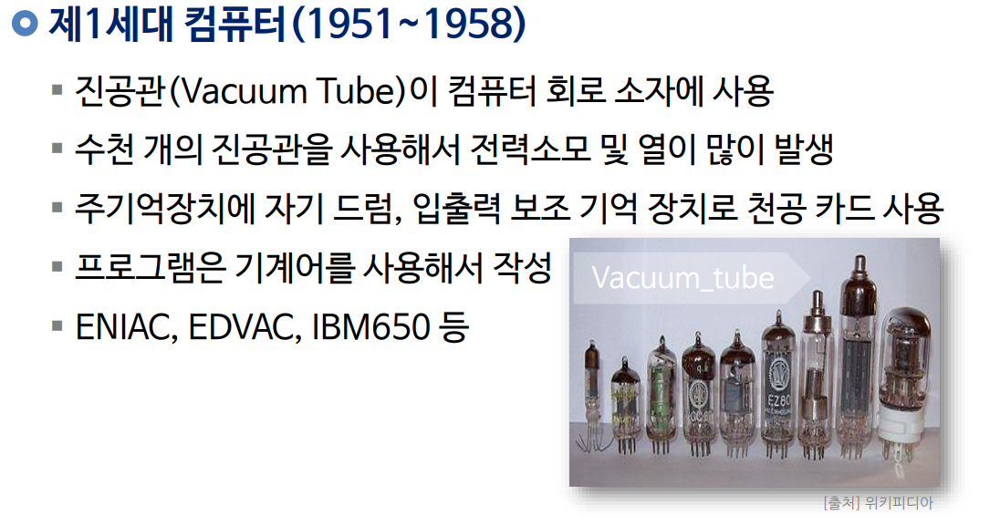 제1세대 컴퓨터(1951~1958)
진공관(Vacuum Tube)이 컴퓨터 회로 소자에 사용
수천 개의 진공관을 사용해서 전력소모 및 열이 많이 발생
주기억장치에 자기 드럼, 입출력 보조 기억 장치로 천공 카드 사용
프로그램은 기계어를 사용해서 작성
Vacuum_tube
ENIAC, EDVAC, IBM650 등
EZ80
[출처] 위키피디아